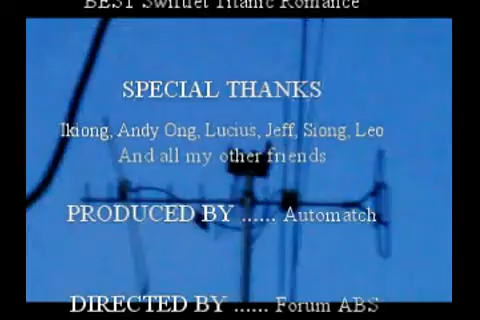 BEST Swiftlet Titanic Romance
SPECIAL THANKS
Ikiong, Andy Ong, Lucius, Jeff, Siong, Leo
And all my other friends
PRODUCED BY ...... Automatch
DIRECTED BY ...... Forum ABS